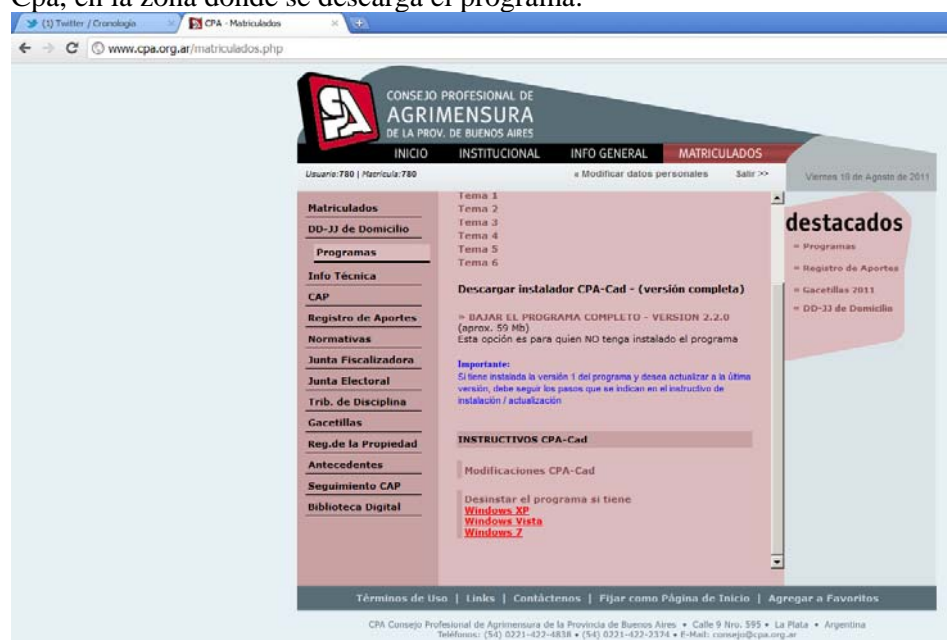 Cpa, en la zona donde se descarga el programa.
(1) Twitter / Cronología
CPA - Matriculados
www.cpa.org.ar/matriculados.php
CONSEJO PROFESIONAL DE
AGRIMENSURA
DE LA PROV. DE BUENOS AIRES
INICIO INSTITUCIONAL INFO GENERAL MATRICULADOS
Usuario:780 | Matrícula:780
« Modificar datos personales
Salir >>
Viernes 19 de Agosto de 2011
Matriculados
DD-JJ de Domicilio
Programas
Info Técnica
CAP
Registro de Aportes
Normativas
Junta Fiscalizadora
Junta Electoral
Trib. de Disciplina
Gacetillas
Reg.de la Propiedad
Antecedentes
Seguimiento CAP
Biblioteca Digital
Tema 1
Tema 2
Tema 3
Tema 4
Tema 5
Tema 6
Descargar instalador CPA-Cad - (versión completa)
» BAJAR EL PROGRAMA COMPLETO - VERSION 2.2.0
(aprox. 59 Mb)
Esta opción es para quien NO tenga instalado el programa
Importante:
Si tiene instalada la versión 1 del programa y desea actualizar a la última
versión, debe seguir los pasos que se indican en el instructivo de
instalación / actualización
INSTRUCTIVOS CPA-Cad
Modificaciones CPA-Cad
Desinstar el programa si tiene
Windows XP
Windows Vista
Windows 7
destacados
» Programas
» Registro de Aportes
» Gacetillas 2011
» DD-JJ de Domicilio
Términos de Uso | Links | Contáctenos | Fijar como Página de Inicio | Agregar a Favoritos
CPA Consejo Profesional de Agrimensura de la Provincia de Buenos Aires • Calle 9 Nro. 595 • La Plata • Argentina
Teléfonos: (54) 0221-422-4838 • (54) 0221-422-2374 • E-Mail: consejo@cpa.org.ar